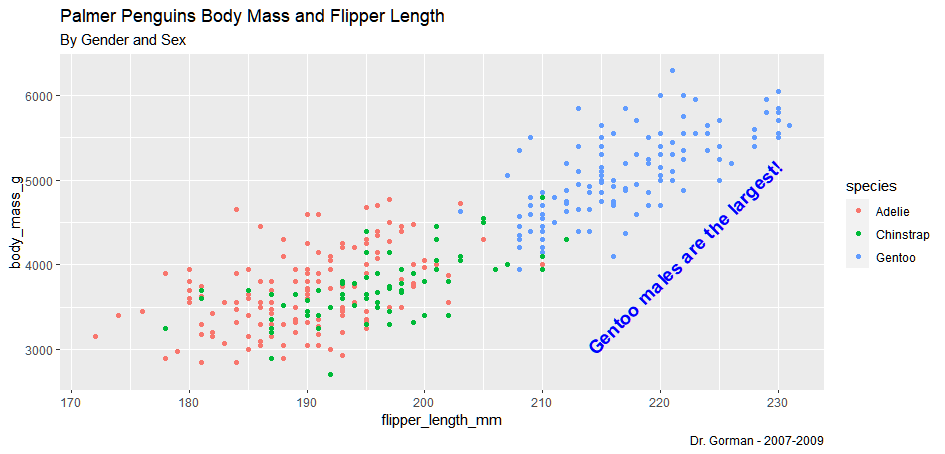 Palmer Penguins Body Mass and Flipper Length
By Gender and Sex
6000
5000
4000
3000
body_mass_g
170 180 190 200 210 220 230
flipper_length_mm
Gentoo males are the largest!
species
Adelie
Chinstrap
Gentoo
Dr. Gorman - 2007-2009